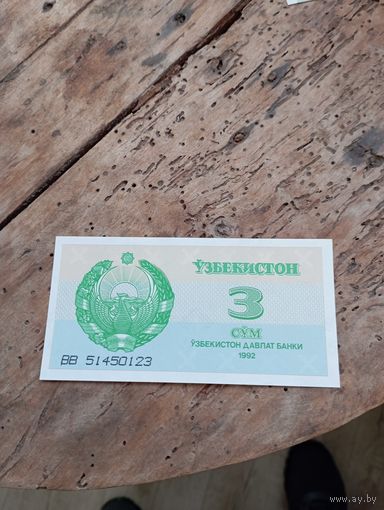 ЎЗБЕКИСТОН
3
СЎМ
ЎЗБЕКИСТОН ДАВЛАТ БАНКИ
1992
ВВ 51450123
www.ay.by